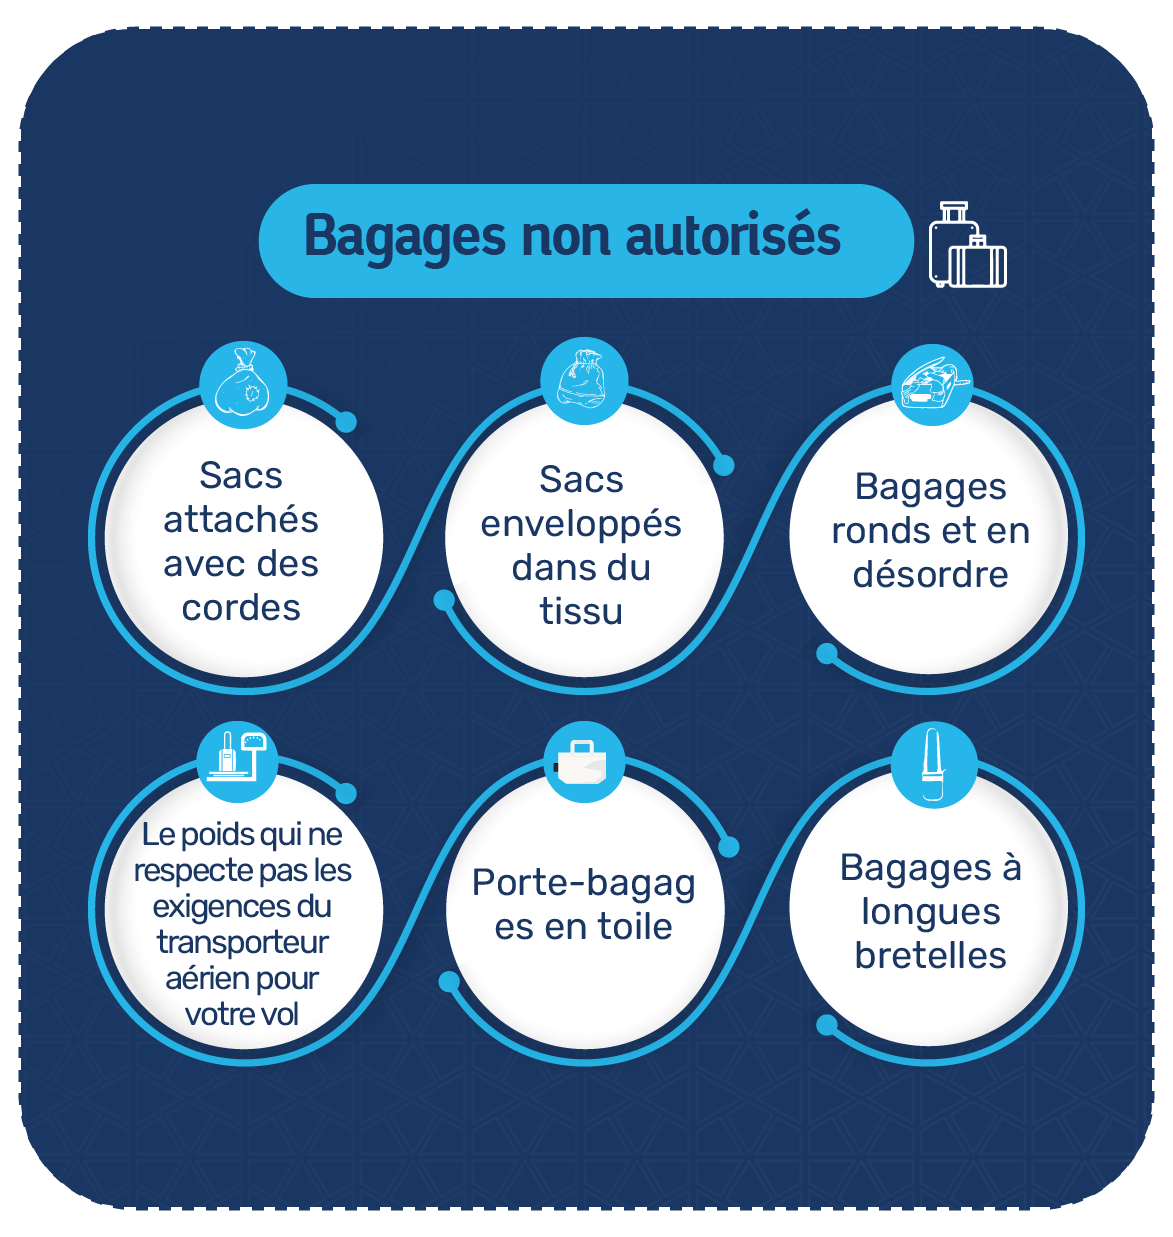 Bagages non autorisés
Sacs
attachés
avec des
cordes
Sacs
enveloppés
dans du
tissu
Bagages
ronds et en
désordre
Le poids qui ne
respecte pas les
exigences du
transporteur
aérien pour
votre vol
Porte-bagag
es en toile
Bagages à
longues
bretelles